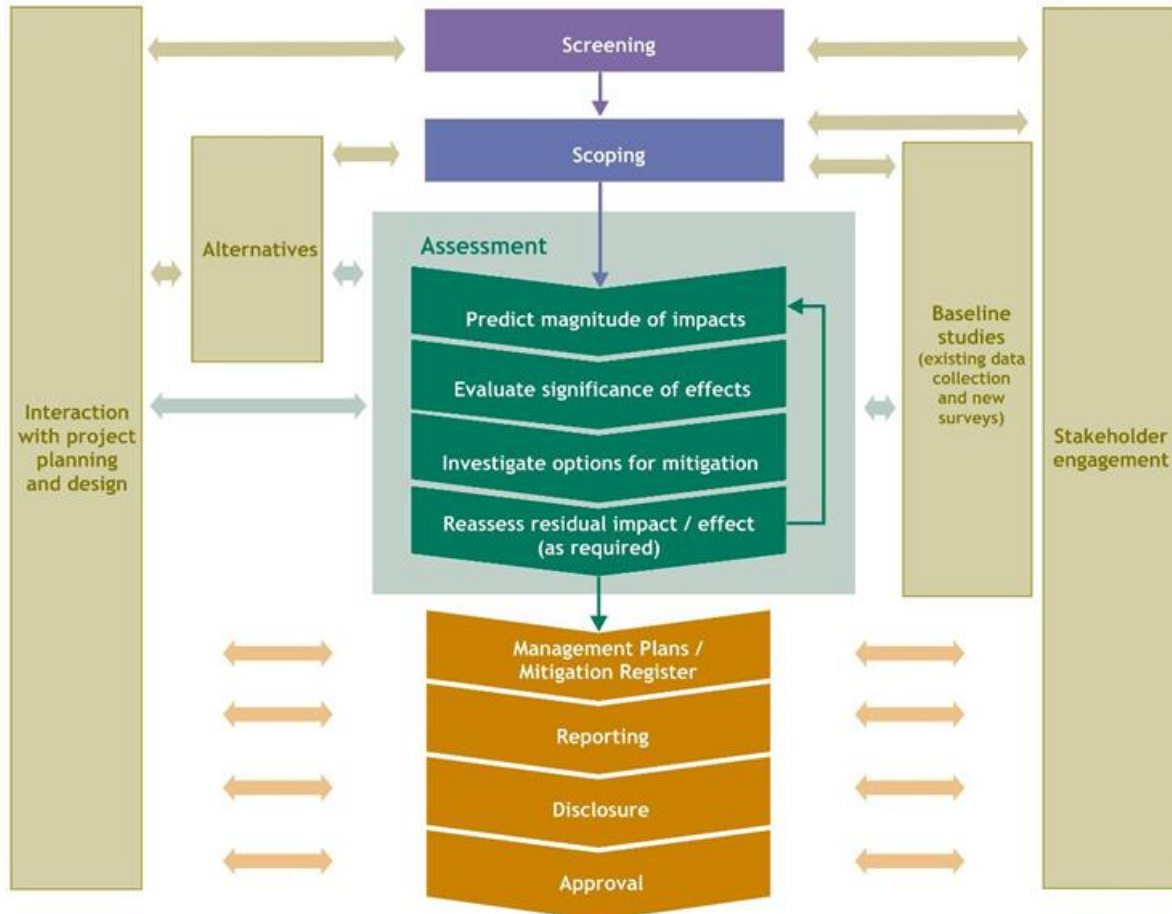 Screening
Scoping
Alternatives
Assessment
Predict magnitude of impacts
Evaluate significance of effects
Investigate options for mitigation
Reassess residual impact / effect
(as required)
Baseline
studies
(existing data
collection
and new
surveys)
Interaction
with project
planning
and design
Stakeholder
engagement
Management Plans /
Mitigation Register
Reporting
Disclosure
Approval